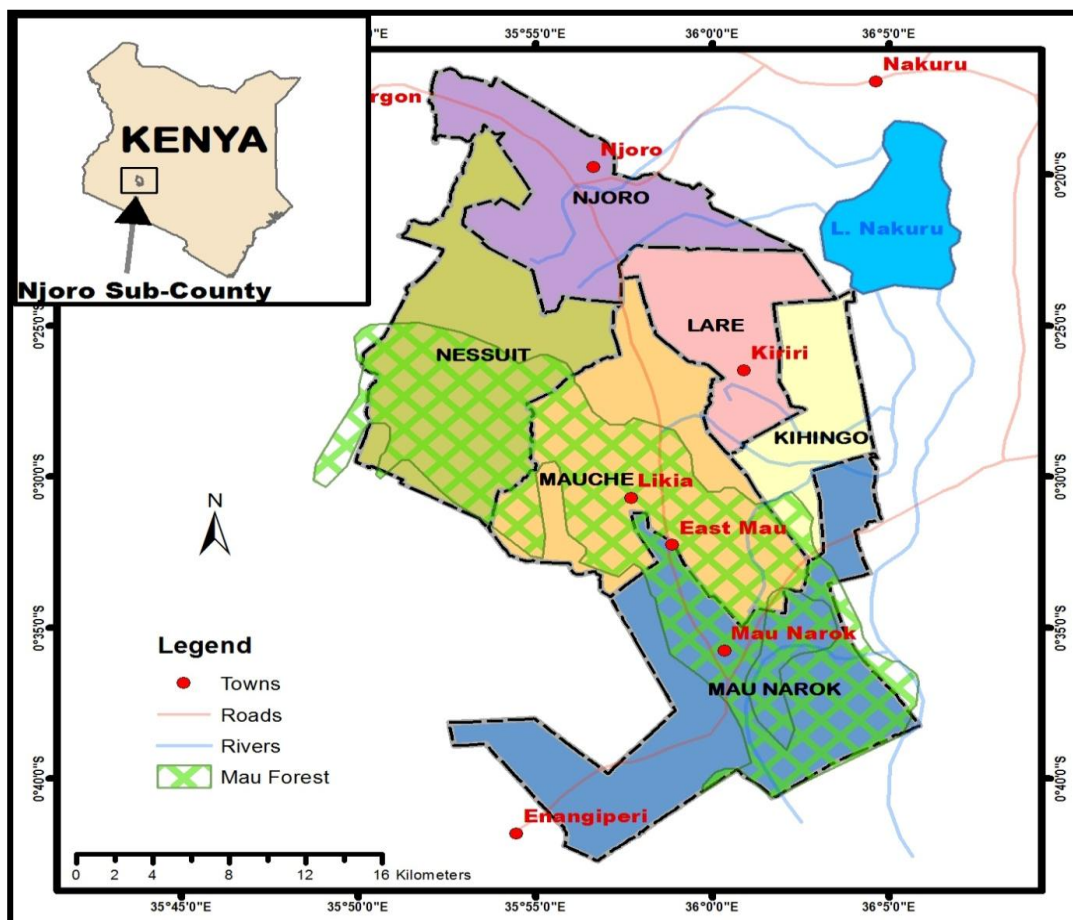 0'0"E
35°55'0"E
36°0'0"E
36°5'0"E
KENYA
Njoro Sub-County
Nakuru
rgon
Njoro
NJORO
L. Nakuru
LARE
Kiriri
NESSUIT
KIHINGO
MAUCHE
Likia
East Mau
Mau Narok
MAU NAROK
Enangiperi
0°20'0"S
0°25'0"S
0°25'0"S
0°30'0"S
0°30'0"S
0°35'0"S
0°35'0"S
0°40'0"S
0°40'0"S
N
Legend
Towns
Roads
Rivers
Mau Forest
0 2 4 8 12 16 Kilometers
35°45'0"E
35°50'0"E
35°55'0"E
36°0'0"E
36°5'0"E